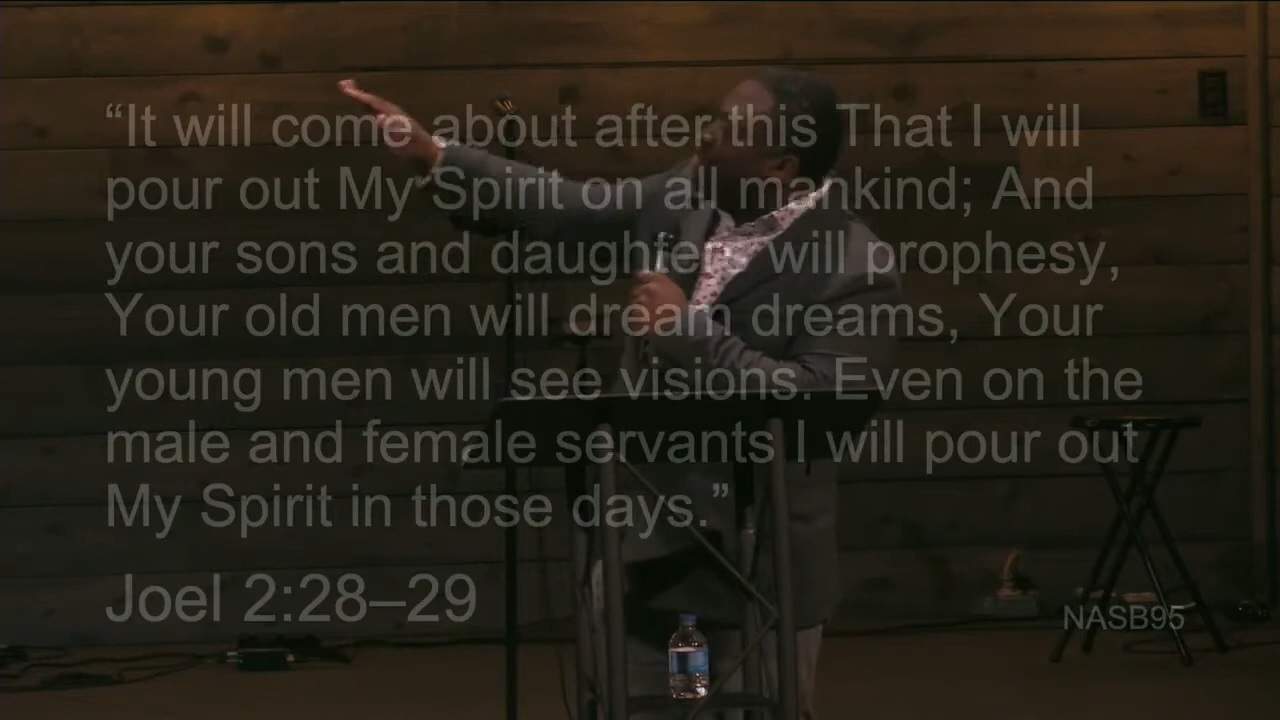 “It will come about after this That I will
pour out My Spirit on all mankind; And
your sons and daughters will prophesy,
Your old men will dream dreams, Your
young men will see visions. Even on the
male and female servants I will pour out
My Spirit in those days.”
Joel 2:28–29
NASB95